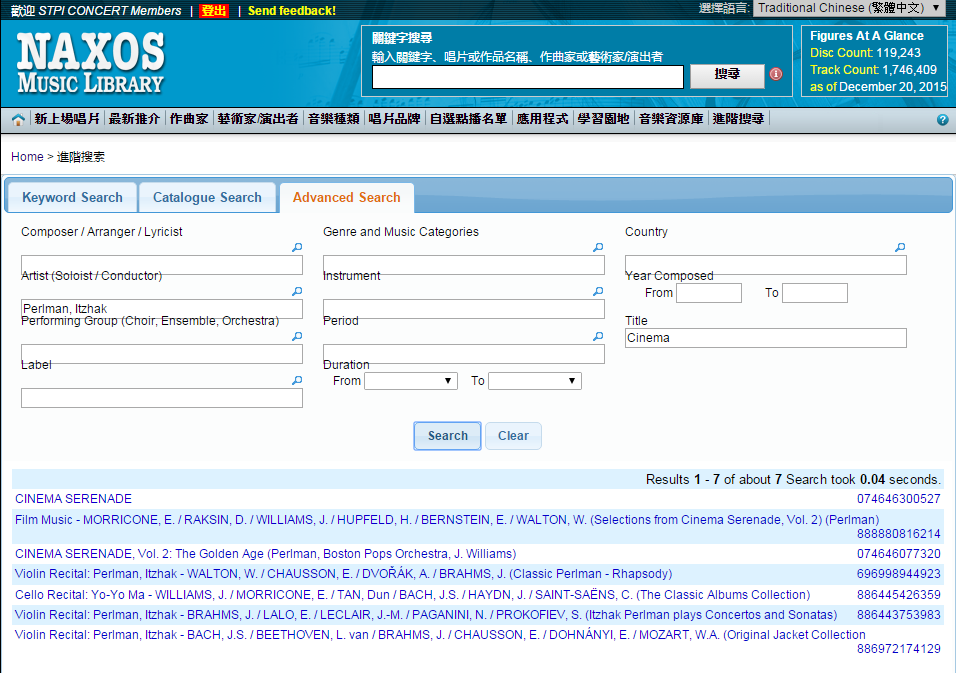 歡迎 STPI CONCERT Members | 登出 | Send feedback!
選擇語言: Traditional Chinese (繁體中文) ▼
NAXOS
MUSIC LIBRARY
關鍵字搜尋
輸入關鍵字、唱片或作品名稱、作曲家或藝術家/演出者
搜尋
Figures At A Glance
Disc Count: 119,243
Track Count: 1,746,409
as of December 20, 2015
新上場唱片 | 最新推介 | 作曲家 | 藝術家/演出者 | 音樂種類 | 唱片品牌 | 自選點播名單 | 應用程式 | 學習園地 | 音樂資源庫 | 進階搜尋 ?
Home > 進階搜索
Keyword Search Catalogue Search Advanced Search
Composer / Arranger / Lyricist Genre and Music Categories Country
Artist (Soloist / Conductor) Instrument Year Composed
From To
Perlman, Itzhak
Performing Group (Choir, Ensemble, Orchestra) Period Title
Cinema
Label Duration
From ▼ To ▼
Search Clear
Results 1 - 7 of about 7 Search took 0.04 seconds.
CINEMA SERENADE 074646300527
Film Music - MORRICONE, E. / RAKSIN, D. / WILLIAMS, J. / HUPFELD, H. / BERNSTEIN, E. / WALTON, W. (Selections from Cinema Serenade, Vol. 2) (Perlman)
888880816214
CINEMA SERENADE, Vol. 2: The Golden Age (Perlman, Boston Pops Orchestra, J. Williams) 074646077320
Violin Recital: Perlman, Itzhak - WALTON, W. / CHAUSSON, E. / DVOŘÁK, A. / BRAHMS, J. (Classic Perlman - Rhapsody) 696998944923
Cello Recital: Yo-Yo Ma - WILLIAMS, J. / MORRICONE, E. / TAN, Dun / BACH, J.S. / HAYDN, J. / SAINT-SAËNS, C. (The Classic Albums Collection) 886445426359
Violin Recital: Perlman, Itzhak - BRAHMS, J. / LALO, E. / LECLAIR, J.-M. / PAGANINI, N. / PROKOFIEV, S. (Itzhak Perlman plays Concertos and Sonatas) 886443753983
Violin Recital: Perlman, Itzhak - BACH, J.S. / BEETHOVEN, L. van / BRAHMS, J. / CHAUSSON, E. / DOHNÁNYI, E. / MOZART, W.A. (Original Jacket Collection
886972174129